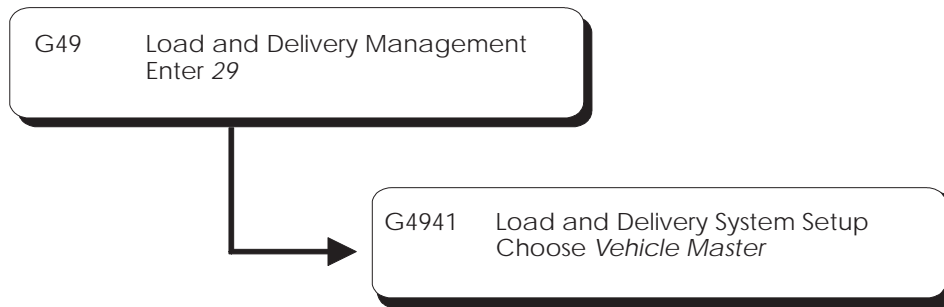 G49 Load and Delivery Management
Enter 29
G4941 Load and Delivery System Setup
Choose Vehicle Master